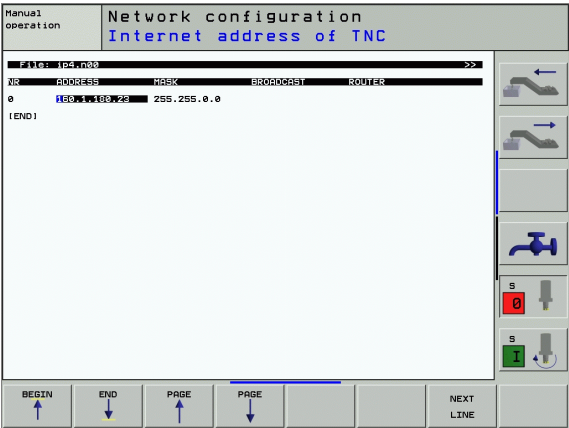 Manual
operation
Network configuration
Internet address of TNC
File: ip4.n00 >>
NR ADDRESS MASK BROADCAST ROUTER
0 160.1.180.23 255.255.0.0
[END]
S
0
S
I
BEGIN
END
PAGE
PAGE
NEXT
LINE